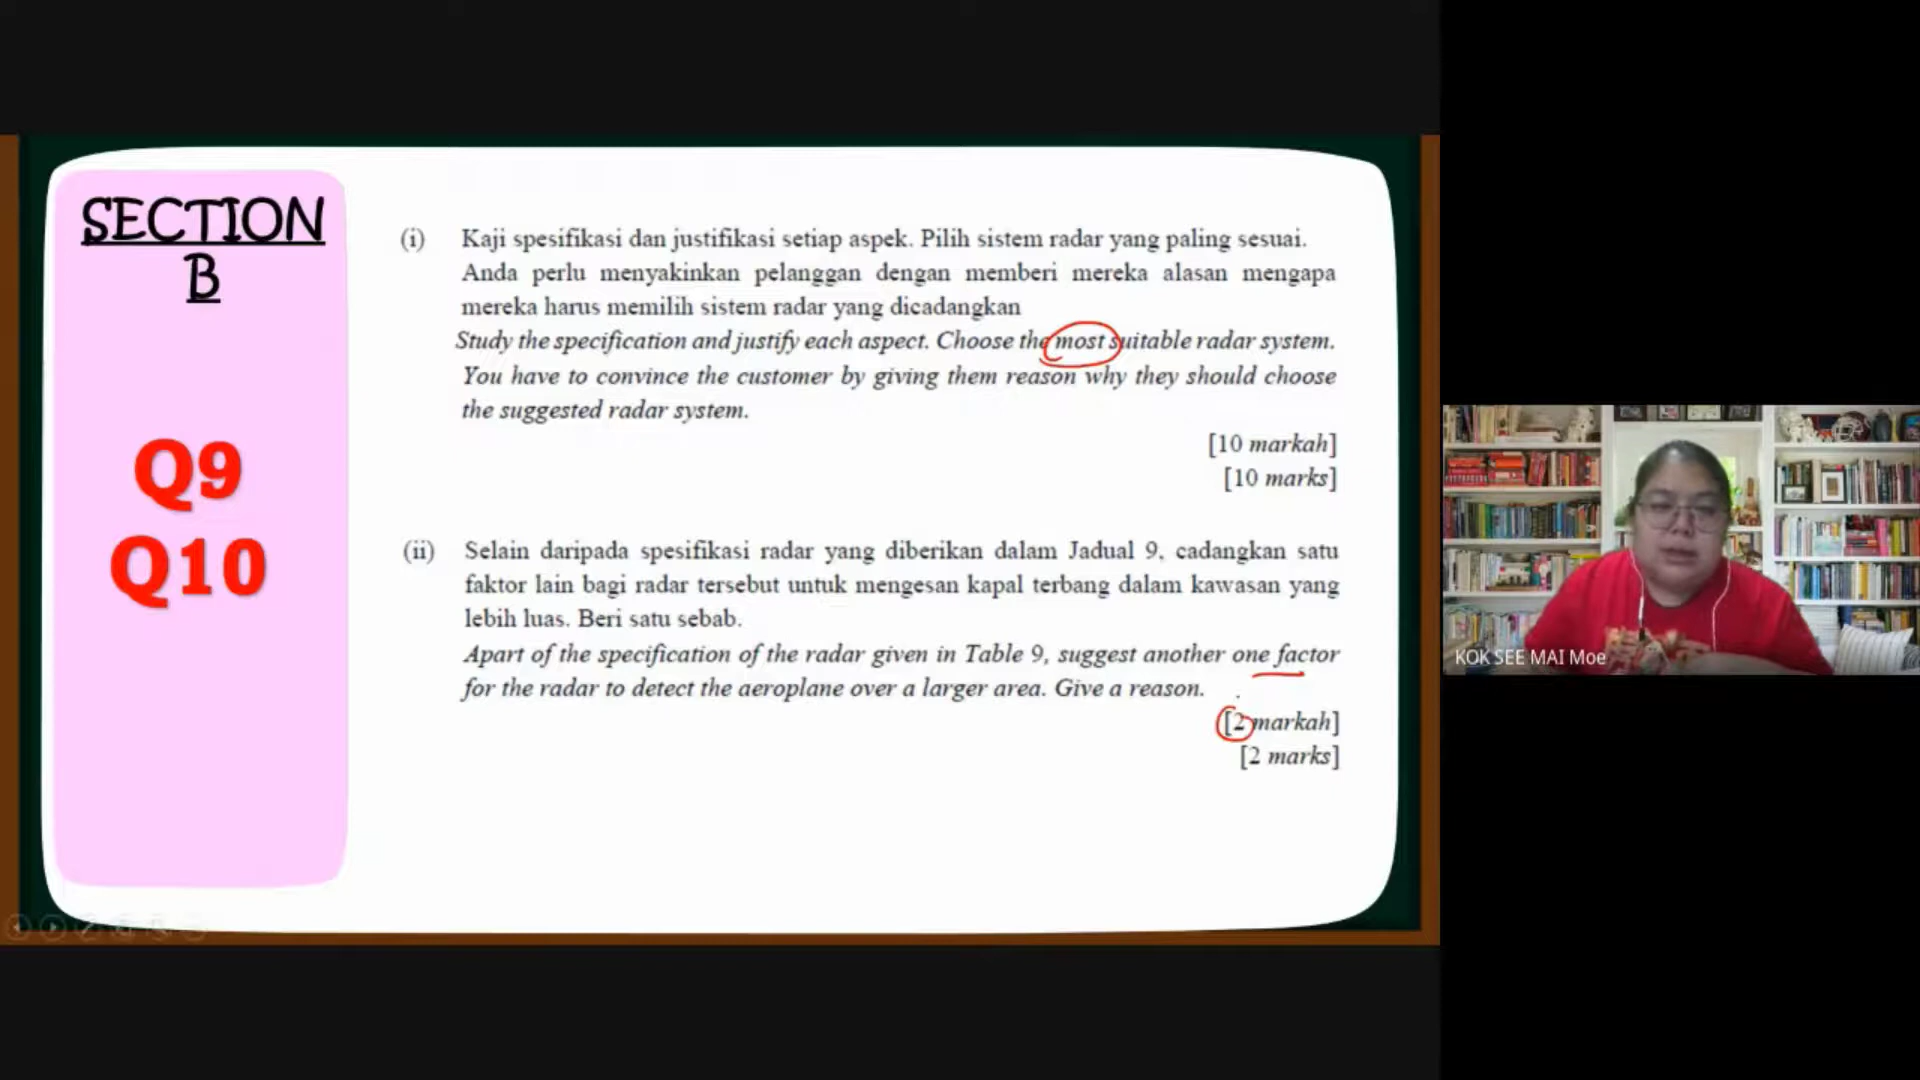 SECTION
B
Q9
Q10
(i) Kaji spesifikasi dan justifikasi setiap aspek. Pilih sistem radar yang paling sesuai.
Anda perlu menyakinkan pelanggan dengan memberi mereka alasan mengapa
mereka harus memilih sistem radar yang dicadangkan
Study the specification and justify each aspect. Choose the most suitable radar system.
You have to convince the customer by giving them reason why they should choose
the suggested radar system.
[10 markah]
[10 marks]
(ii) Selain daripada spesifikasi radar yang diberikan dalam Jadual 9, cadangkan satu
faktor lain bagi radar tersebut untuk mengesan kapal terbang dalam kawasan yang
lebih luas. Beri satu sebab.
Apart of the specification of the radar given in Table 9, suggest another one factor
for the radar to detect the aeroplane over a larger area. Give a reason.
[2 markah]
[2 marks]
KOK SEE MAI Moe